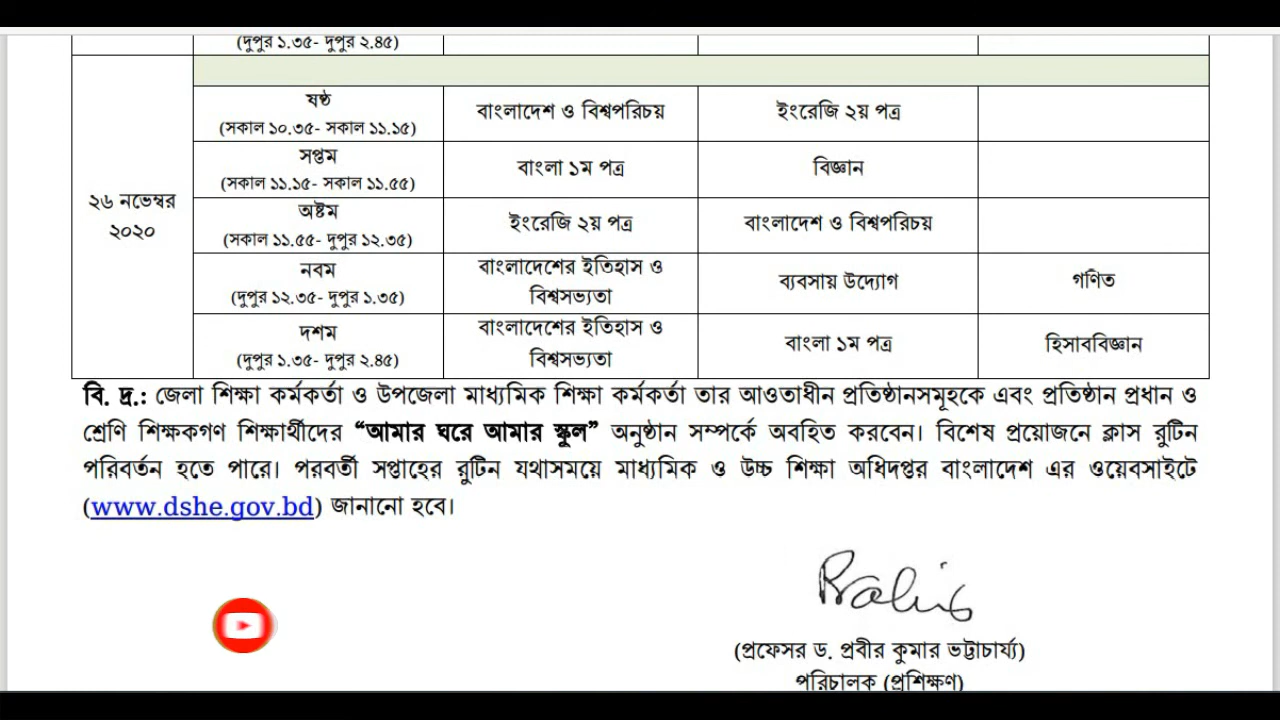 (দুপুর ১.৩৫- দুপুর ২.৪৫)
ষষ্ঠ
(সকাল ১০.৩৫- সকাল ১১.১৫)
বাংলাদেশ ও বিশ্বপরিচয়
ইংরেজি ২য় পত্র
সপ্তম
(সকাল ১১.১৫- সকাল ১১.৫৫)
বাংলা ১ম পত্র
বিজ্ঞান
২৬ নভেম্বর
২০২০
অষ্টম
(সকাল ১১.৫৫- দুপুর ১২.৩৫)
ইংরেজি ২য় পত্র
বাংলাদেশ ও বিশ্বপরিচয়
নবম
(দুপুর ১২.৩৫- দুপুর ১.৩৫)
বাংলাদেশের ইতিহাস ও
বিশ্বসভ্যতা
ব্যবসায় উদ্যোগ
গণিত
দশম
(দুপুর ১.৩৫- দুপুর ২.৪৫)
বাংলাদেশের ইতিহাস ও
বিশ্বসভ্যতা
বাংলা ১ম পত্র
হিসাববিজ্ঞান
বি. দ্র.: জেলা শিক্ষা কর্মকর্তা ও উপজেলা মাধ্যমিক শিক্ষা কর্মকর্তা তার আওতাধীন প্রতিষ্ঠানসমূহকে এবং প্রতিষ্ঠান প্রধান ও
শ্রেণি শিক্ষকগণ শিক্ষার্থীদের “আমার ঘরে আমার স্কুল” অনুষ্ঠান সম্পর্কে অবহিত করবেন। বিশেষ প্রয়োজনে ক্লাস রুটিন
পরিবর্তন হতে পারে। পরবর্তী সপ্তাহের রুটিন যথাসময়ে মাধ্যমিক ও উচ্চ শিক্ষা অধিদপ্তর বাংলাদেশ এর ওয়েবসাইটে
(www.dshe.gov.bd) জানানো হবে।
(প্রফেসর ড. প্রবীর কুমার ভট্টাচার্য্য)
পরিচালক (প্রশিক্ষণ)